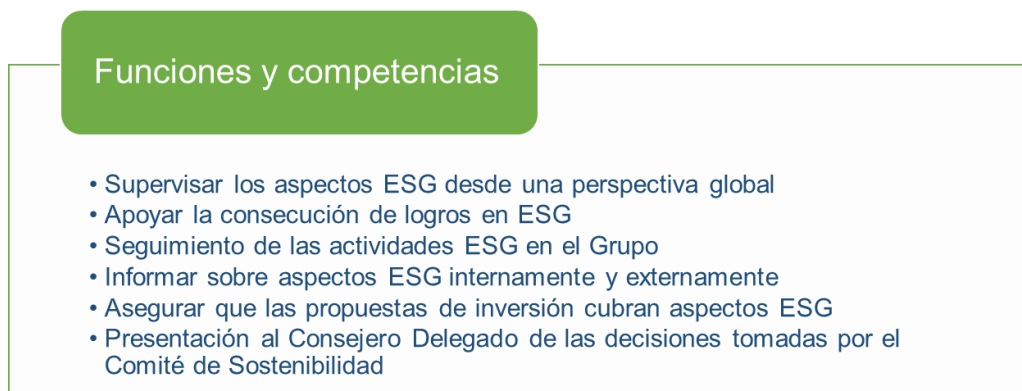 Funciones y competencias
• Supervisar los aspectos ESG desde una perspectiva global
• Apoyar la consecución de logros en ESG
• Seguimiento de las actividades ESG en el Grupo
• Informar sobre aspectos ESG internamente y externamente
• Asegurar que las propuestas de inversión cubran aspectos ESG
• Presentación al Consejero Delegado de las decisiones tomadas por el
Comité de Sostenibilidad